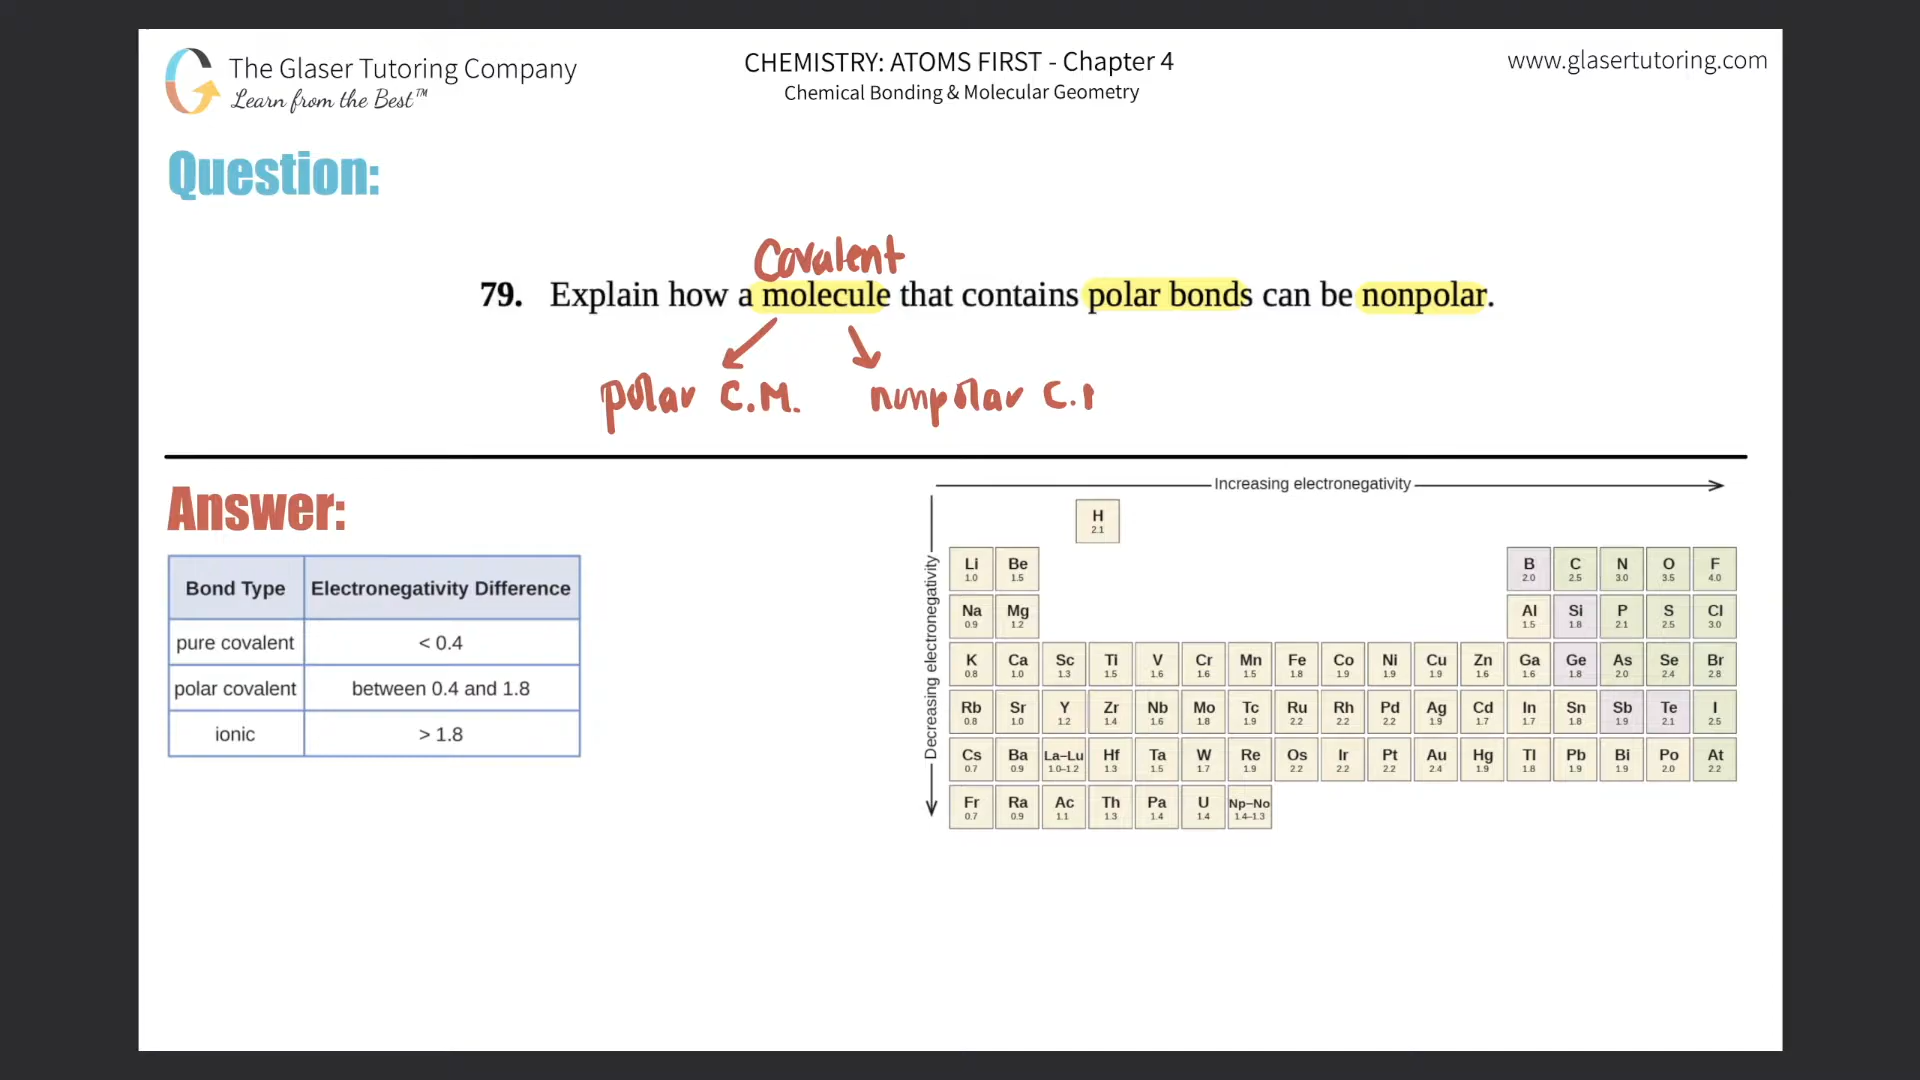 The Glaser Tutoring Company
Learn from the Best™
CHEMISTRY: ATOMS FIRST - Chapter 4
Chemical Bonding & Molecular Geometry
www.glasertutoring.com
Question:
Covalent
79. Explain how a molecule that contains polar bonds can be nonpolar.
polar C.M. nonpolar C.
Answer:
Bond Type Electronegativity Difference
pure covalent < 0.4
polar covalent between 0.4 and 1.8
ionic > 1.8
Increasing electronegativity
Decreasing electronegativity
H
2.1
Li Be B C N O F
1.0 1.5 2.0 2.5 3.0 3.5 4.0
Na Mg Al Si P S Cl
0.9 1.2 1.5 1.8 2.1 2.5 3.0
K Ca Sc Ti V Cr Mn Fe Co Ni Cu Zn Ga Ge As Se Br
0.8 1.0 1.3 1.5 1.6 1.6 1.5 1.8 1.9 1.9 1.9 1.6 1.6 1.8 2.0 2.4 2.8
Rb Sr Y Zr Nb Mo Tc Ru Rh Pd Ag Cd In Sn Sb Te I
0.8 1.0 1.2 1.4 1.6 1.8 1.9 2.2 2.2 2.2 1.9 1.7 1.7 1.8 1.9 2.1 2.5
Cs Ba La–Lu Hf Ta W Re Os Ir Pt Au Hg Tl Pb Bi Po At
0.7 0.9 1.0–1.2 1.3 1.5 1.7 1.9 2.2 2.2 2.2 2.4 1.9 1.8 1.9 1.9 2.0 2.2
Fr Ra Ac Th Pa U Np–No
0.7 0.9 1.1 1.3 1.4 1.4 1.4–1.3